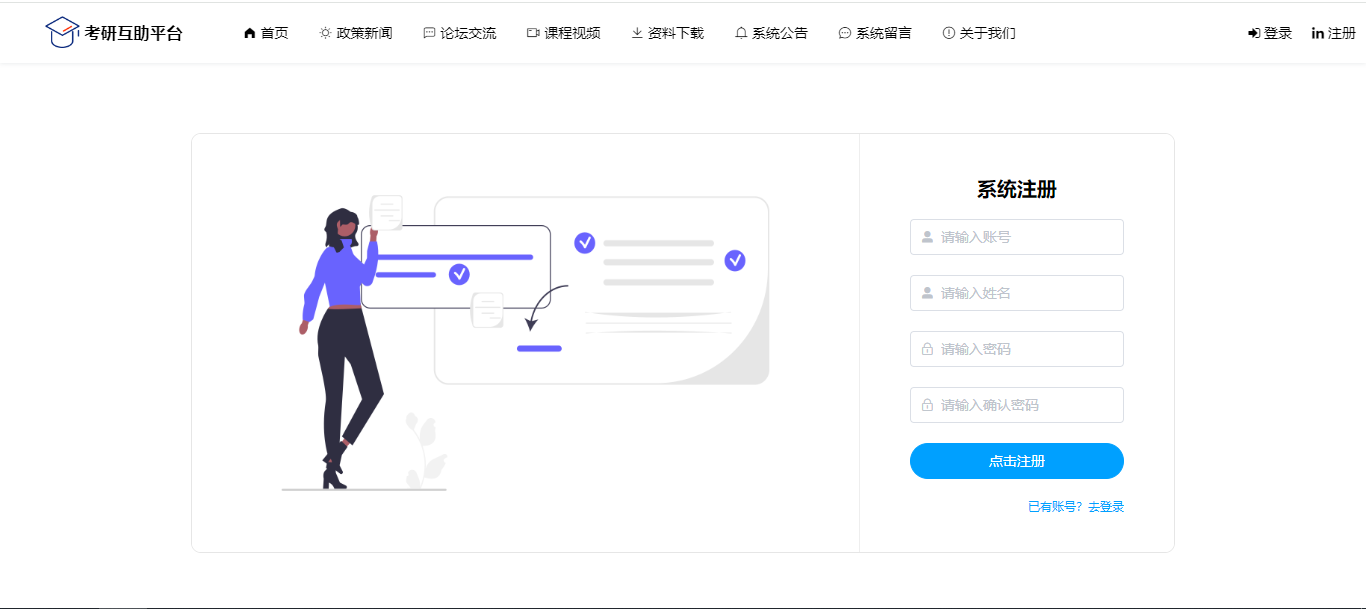 考研互助平台 首页 政策新闻 论坛交流 课程视频 资料下载 系统公告 系统留言 关于我们 登录 in 注册
系统注册
请输入账号
请输入姓名
请输入密码
请输入确认密码
点击注册
已有账号？去登录